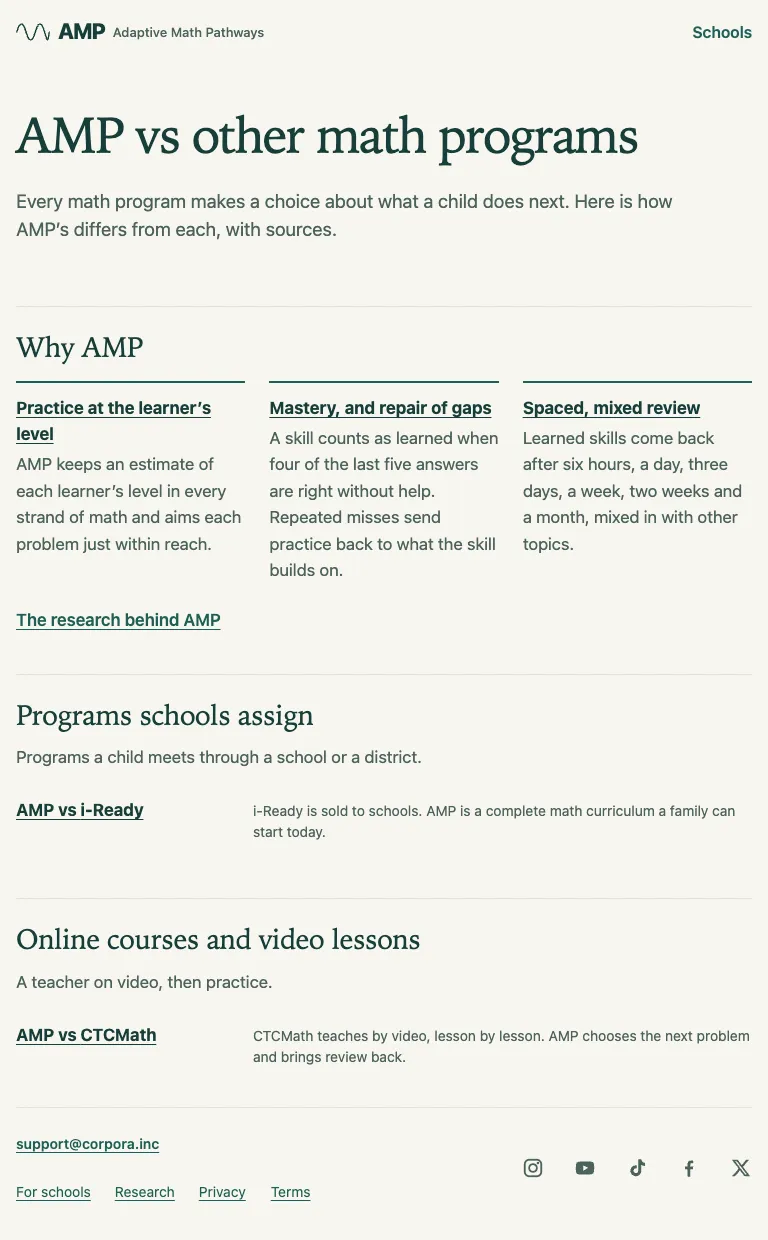 AMP Adaptive Math Pathways
Schools
AMP vs other math programs
Every math program makes a choice about what a child does next. Here is how
AMP’s differs from each, with sources.
Why AMP
Practice at the learner’s
level
AMP keeps an estimate of
each learner’s level in every
strand of math and aims each
problem just within reach.
Mastery, and repair of gaps
A skill counts as learned when
four of the last five answers
are right without help.
Repeated misses send
practice back to what the skill
builds on.
Spaced, mixed review
Learned skills come back
after six hours, a day, three
days, a week, two weeks and
a month, mixed in with other
topics.
The research behind AMP
Programs schools assign
Programs a child meets through a school or a district.
AMP vs i-Ready
i-Ready is sold to schools. AMP is a complete math curriculum a family can
start today.
Online courses and video lessons
A teacher on video, then practice.
AMP vs CTCMath
CTCMath teaches by video, lesson by lesson. AMP chooses the next problem
and brings review back.
support@corpora.inc
For schools Research Privacy Terms